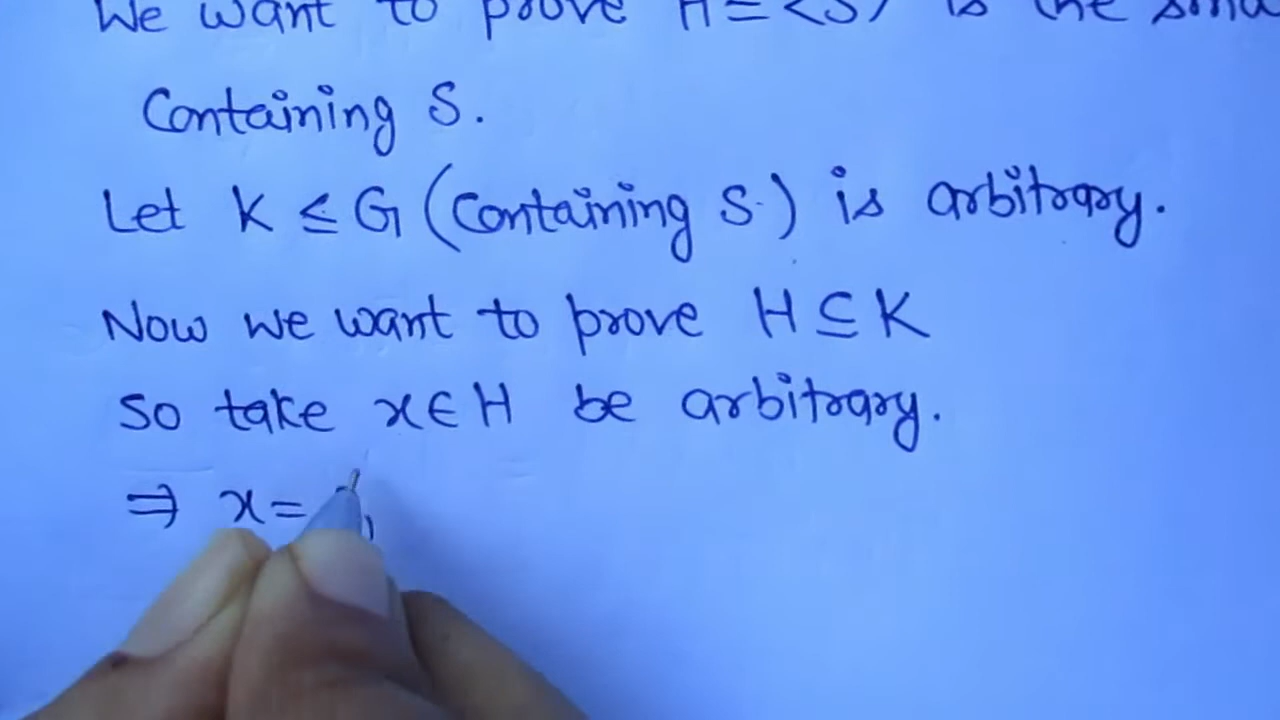 We want to prove H = <S> is the
Containing S.
Let K ≤ G (Containing S.) is arbitrary.
Now we want to prove H ⊆ K
So take x ∈ H be arbitrary.
⇒ x =